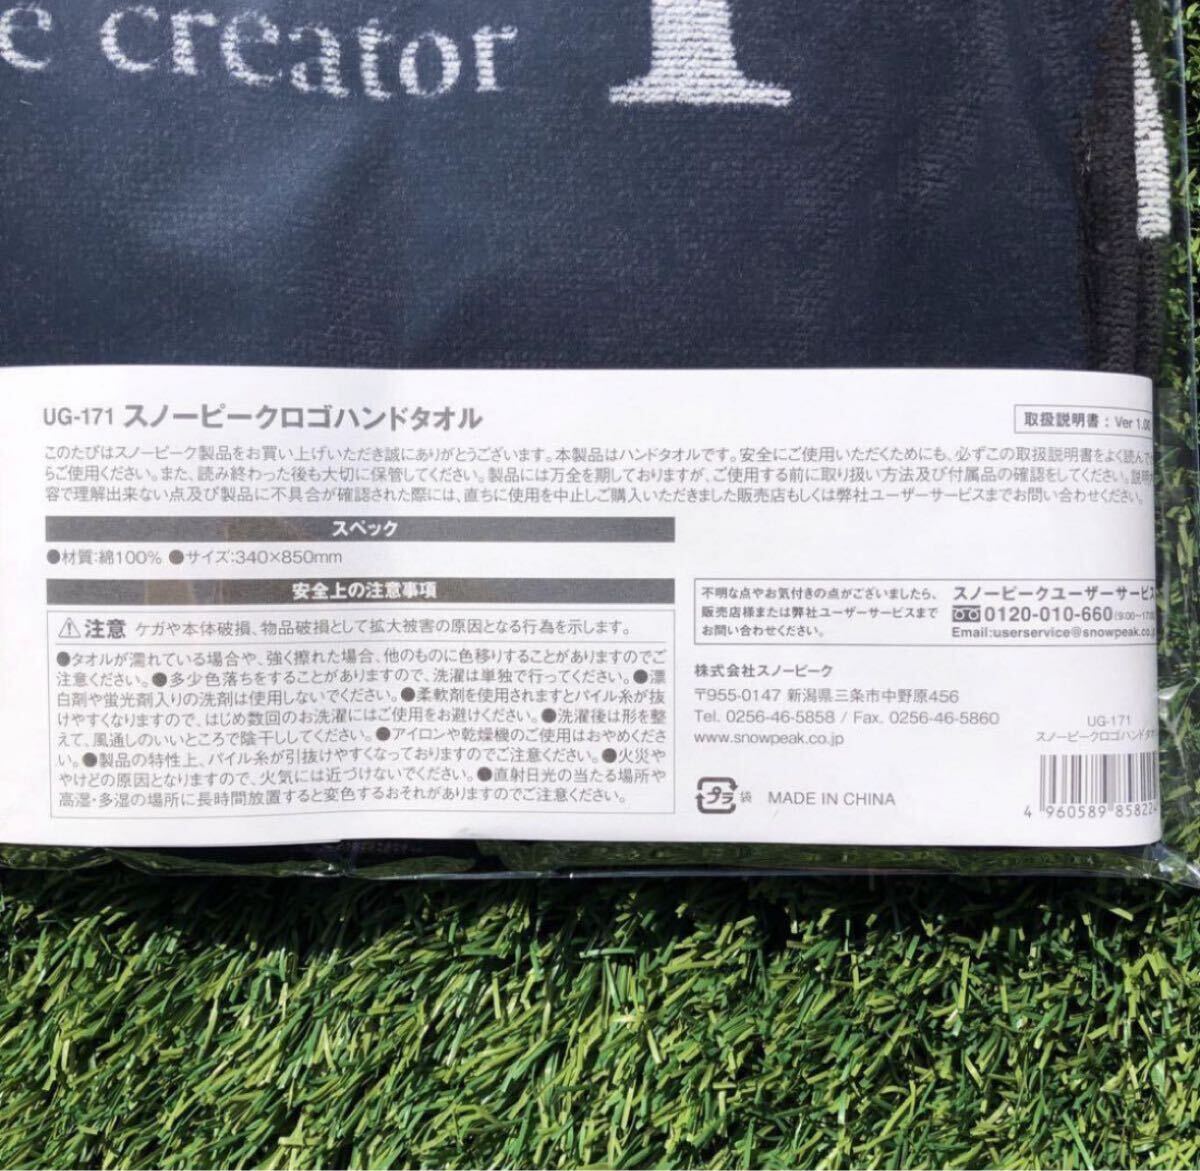 e creator
UG-171 スノーピークロゴハンドタオル
取扱説明書：Ver 1.00
このたびはスノーピーク製品をお買い上げいただき誠にありがとうございます。本製品はハンドタオルです。安全にご使用いただくためにも、必ずこの取扱説明書をよく読んで
らご使用ください。また、読み終わった後も大切に保管してください。製品には万全を期しておりますが、ご使用する前に取り扱い方法及び付属品の確認をしてください。説明
容で理解出来ない点及び製品に不具合が確認された際には、直ちに使用を中止しご購入いただきました販売店もしくは弊社ユーザーサービスまでお問い合わせください。
スペック
●材質：綿100% ●サイズ：340×850mm
安全上の注意事項
注意 ケガや本体破損、物品破損として拡大被害の原因となる行為を示します。
●タオルが濡れている場合や、強く擦れた場合、他のものに色移りすることがありますのでご
注意ください。●多少色落ちをすることがありますので、洗濯は単独で行ってください。●漂
白剤や蛍光剤入りの洗剤は使用しないでください。●柔軟剤を使用されますとパイル糸が抜
けやすくなりますので、はじめ数回のお洗濯にはご使用をお避けください。●洗濯後は形を整
えて、風通しのいいところで陰干ししてください。●アイロンや乾燥機のご使用はおやめくださ
い。●製品の特性上、パイル糸が引抜けやすくなっておりますのでご注意ください。●火災や
やけどの原因となりますので、火気には近づけないでください。●直射日光の当たる場所や
高湿・多湿の場所に長時間放置すると変色するおそれがありますのでご注意ください。
不明な点やお気付きの点がございましたら、
販売店様または弊社ユーザーサービスまで
お問い合わせください。
スノーピークユーザーサービス
0120-010-660 (9:00~17:00
Email:userservice@snowpeak.co.j
株式会社スノーピーク
〒955-0147 新潟県三条市中野原456
Tel. 0256-46-5858 / Fax. 0256-46-5860
www.snowpeak.co.jp
プラ 袋 MADE IN CHINA
UG-171
スノーピークロゴハンドタオ
4 960589 858224